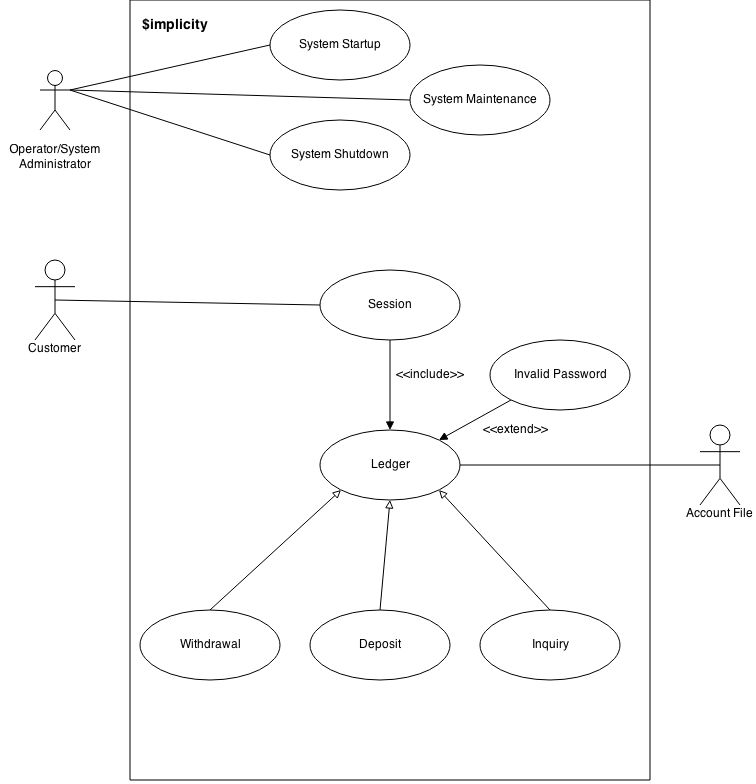 $implicity
System Startup
System Maintenance
Operator/System
Administrator
System Shutdown
Session
Customer
<<include>>
Invalid Password
<<extend>>
Ledger
Account File
Withdrawal
Deposit
Inquiry